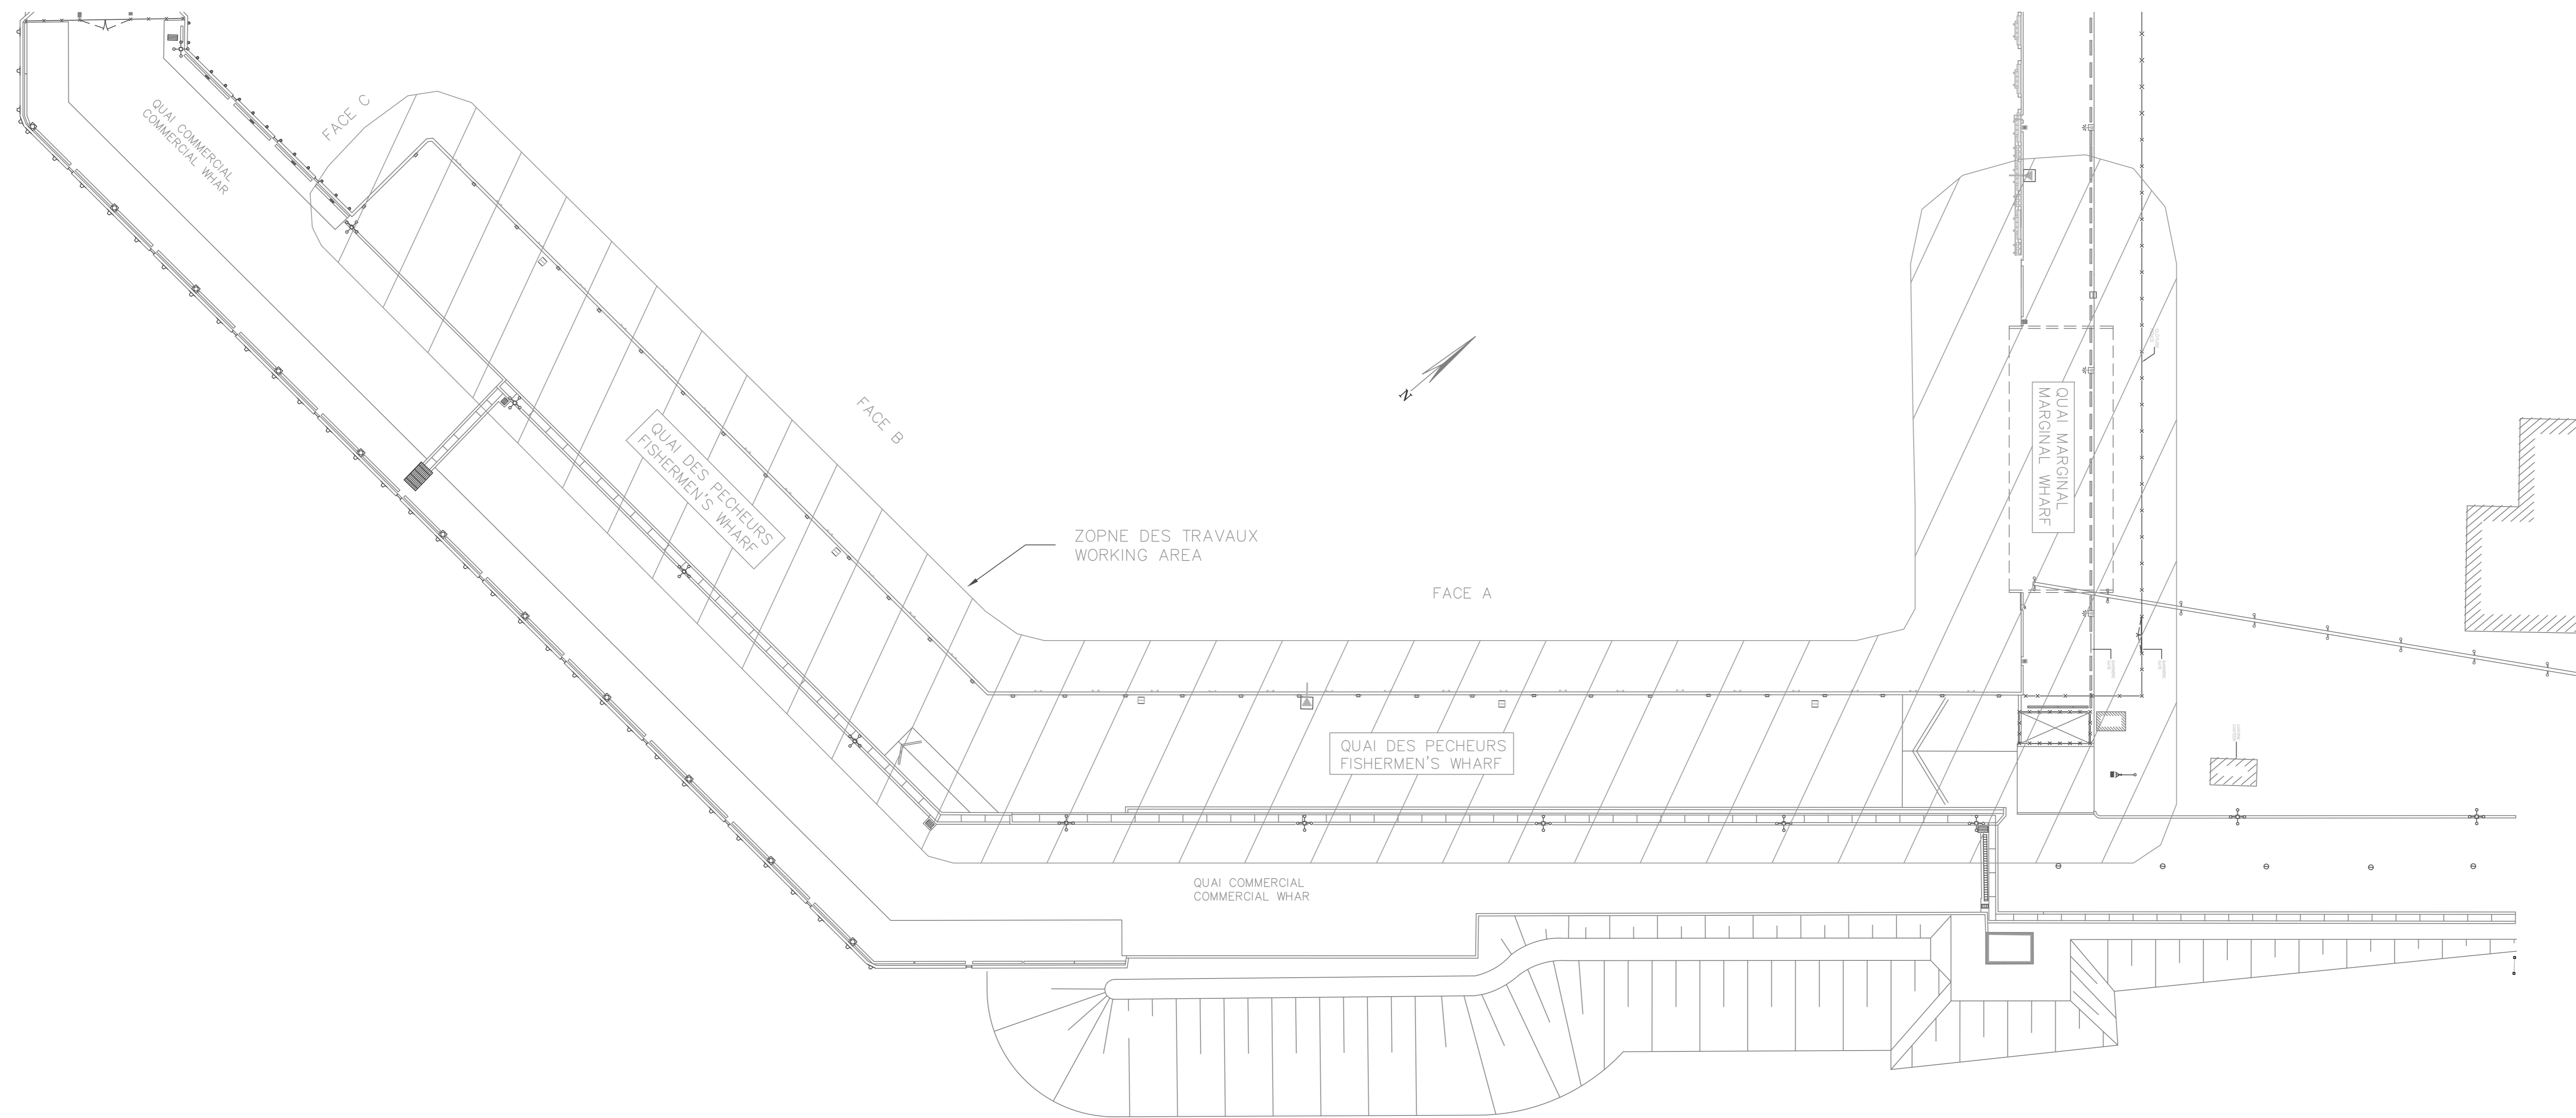 FACE C
QUAI COMMERCIAL
COMMERCIAL WHAR
FACE B
QUAI DES PECHEURS
FISHERMEN'S WHARF
N
ZOPNE DES TRAVAUX
WORKING AREA
FACE A
QUAI MARGINAL
MARGINAL WHARF
QUAI DES PECHEURS
FISHERMEN'S WHARF
QUAI COMMERCIAL
COMMERCIAL WHAR